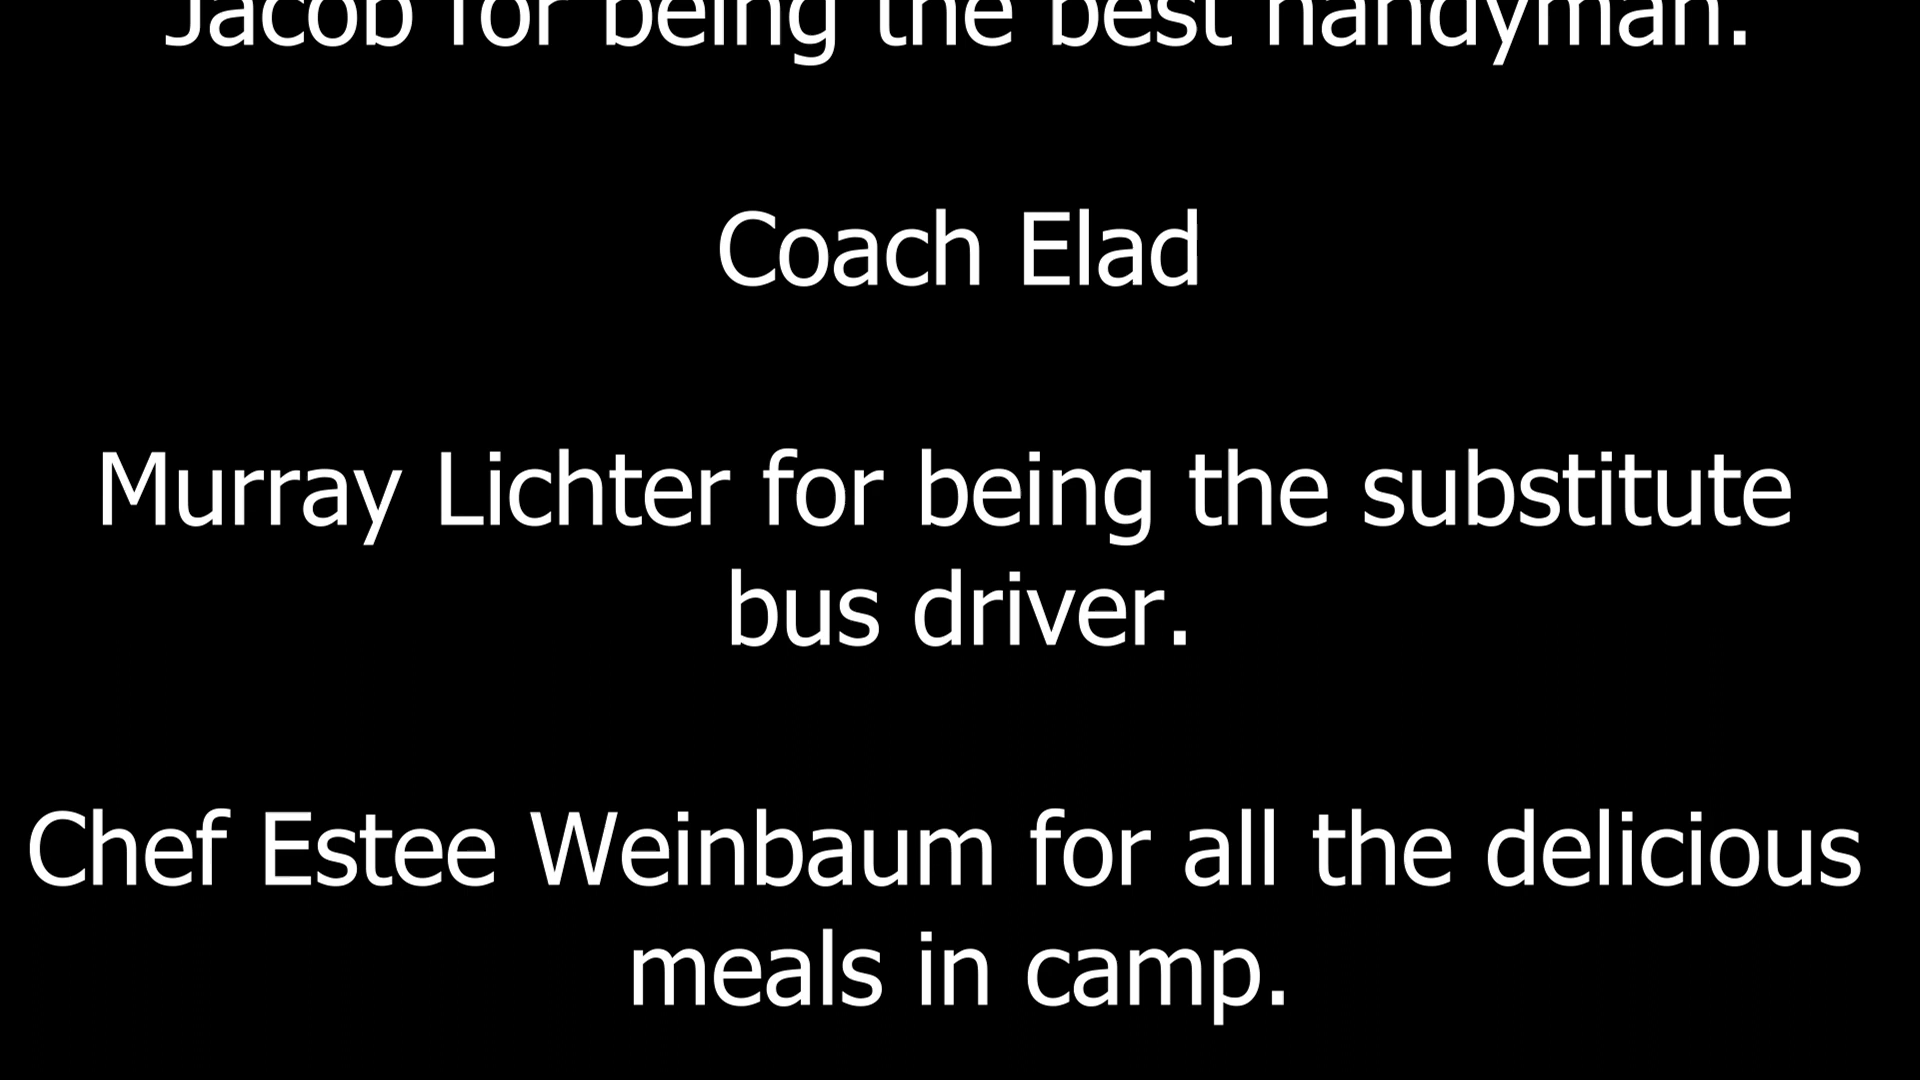 Jacob for being the best handyman.
Coach Elad
Murray Lichter for being the substitute
bus driver.
Chef Estee Weinbaum for all the delicious
meals in camp.